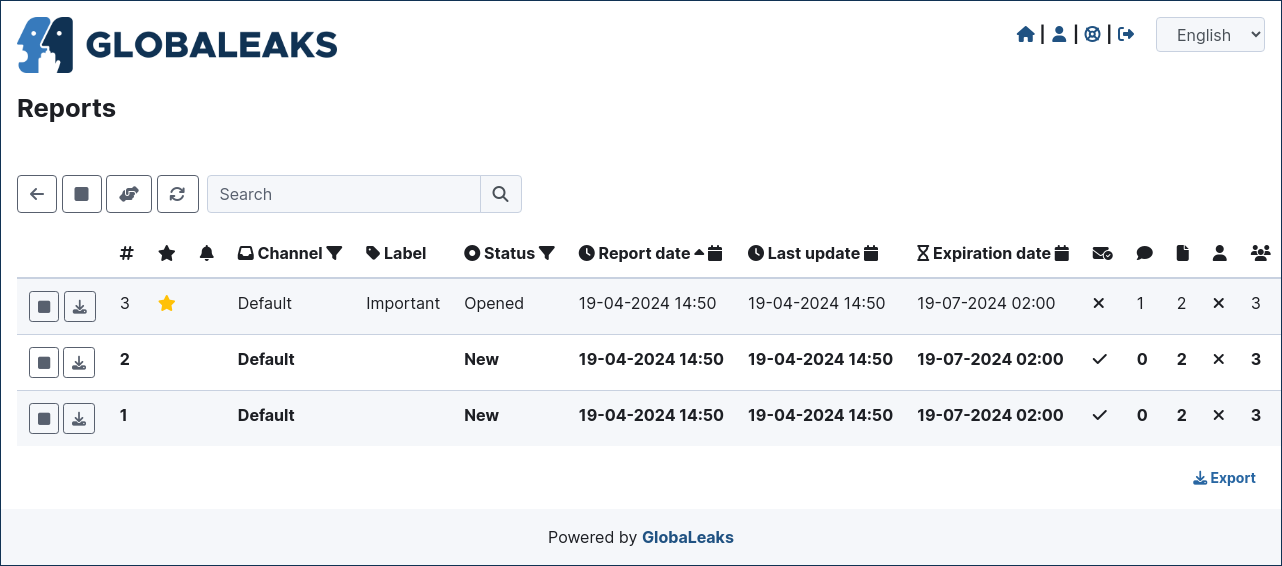 GLOBALEAKS
| | | English
Reports
Search
# Channel Label Status Report date Last update Expiration date
3 Default Important Opened 19-04-2024 14:50 19-04-2024 14:50 19-07-2024 02:00 1 2 3
2 Default New 19-04-2024 14:50 19-04-2024 14:50 19-07-2024 02:00 0 2 3
1 Default New 19-04-2024 14:50 19-04-2024 14:50 19-07-2024 02:00 0 2 3
Export
Powered by GlobaLeaks